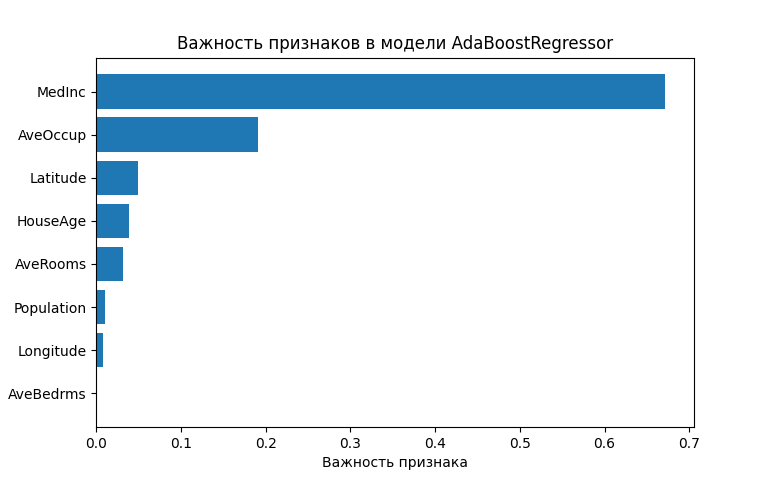 Важность признаков в модели AdaBoostRegressor
MedInc
AveOccup
Latitude
HouseAge
AveRooms
Population
Longitude
AveBedrms
0.0 0.1 0.2 0.3 0.4 0.5 0.6 0.7
Важность признака